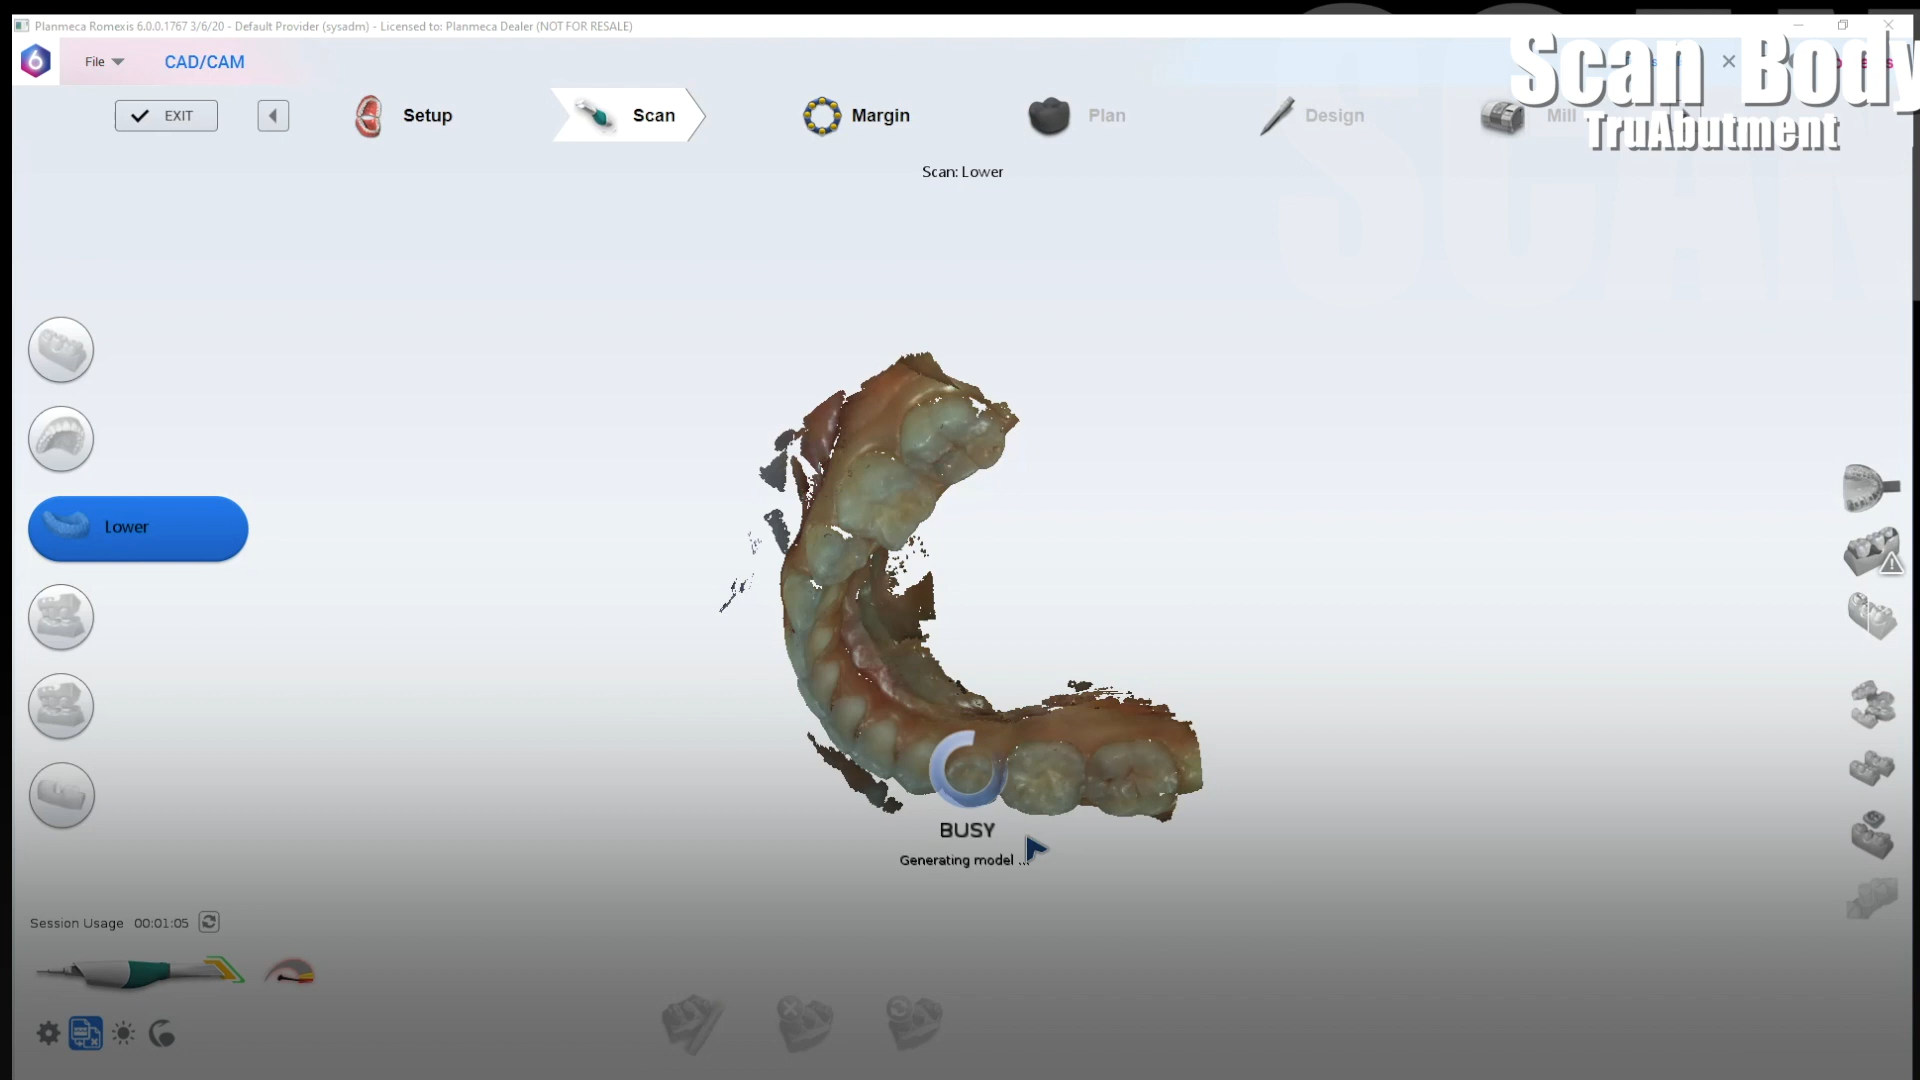 Planmeca Romexis 6.0.0.1767 3/6/20 - Default Provider (sysadm) - Licensed to: Planmeca Dealer (NOT FOR RESALE)
Scan Body
TruAbutment
6 File CAD/CAM
EXIT Setup Scan Margin Plan Design Mill
Scan: Lower
SCAN
Lower
BUSY
Generating model ...
Session Usage 00:01:05